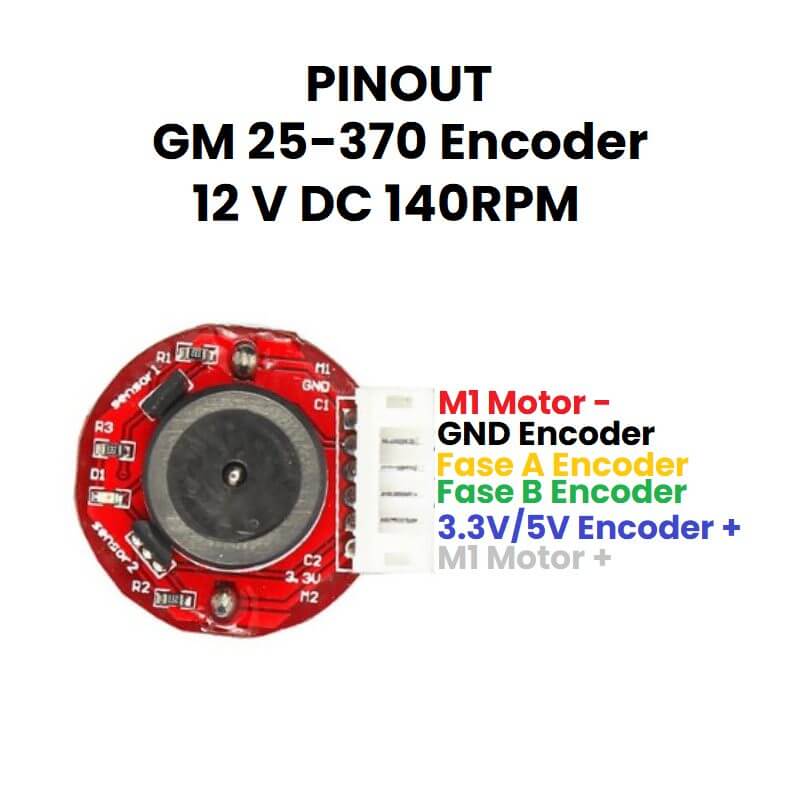 PINOUT
GM 25-370 Encoder
12 V DC 140RPM
R1
M1
GND
sensor1
C1
M1 Motor -
GND Encoder
R3
Fase A Encoder
D1
Fase B Encoder
3.3V/5V Encoder +
sensor2
C2
M1 Motor +
3.3V
R2
M2